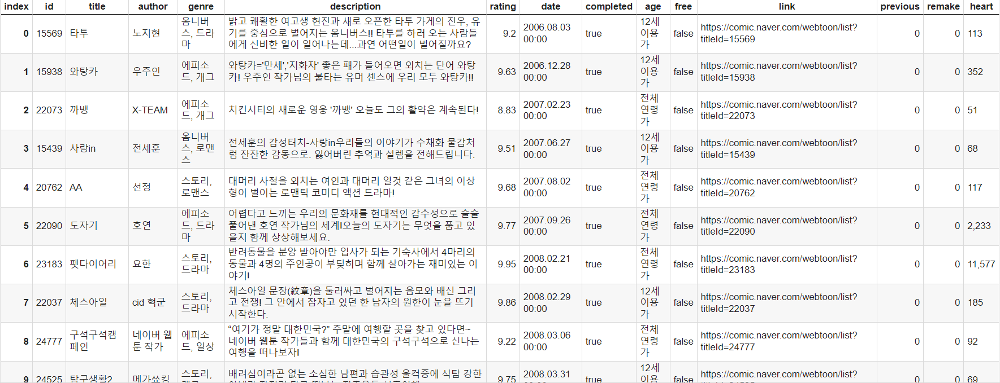 index id title author genre description rating date completed age free link previous remake heart
0 15569 타투 노지현 옴니버스, 드라마 밝고 쾌활한 여고생 현진과 새로 오픈한 타투 가게의 진우, 유기를 중심으로 벌어지는 옴니버스!! 타투를 하러 오는 사람들에게 신비한 일이 일어나는데...과연 어떤일이 벌어질까요? 9.2 2006.08.03 00:00 true 12세 이용가 false https://comic.naver.com/webtoon/list?titleId=15569 0 0 113
1 15938 와탕카 우주인 에피소드, 개그 와탕카='만세','지화자' 좋은 패가 들어오면 외치는 단어 와탕카! 우주인 작가님의 불타는 유머 센스에 우리 모두 와탕카!! 9.63 2006.12.28 00:00 true 12세 이용가 false https://comic.naver.com/webtoon/list?titleId=15938 0 0 352
2 22073 까뱅 X-TEAM 에피소드, 개그 치킨시티의 새로운 영웅 '까뱅' 오늘도 그의 활약은 계속된다! 8.83 2007.02.23 00:00 true 전체연령가 false https://comic.naver.com/webtoon/list?titleId=22073 0 0 51
3 15439 사랑in 전세훈 옴니버스, 로맨스 전세훈의 감성터치-사랑in우리들의 이야기가 수채화 물감처럼 잔잔한 감동으로. 잃어버린 추억과 설렘을 전해드립니다. 9.51 2007.06.27 00:00 true 12세 이용가 false https://comic.naver.com/webtoon/list?titleId=15439 0 0 68
4 20762 AA 선정 스토리, 로맨스 대머리 사절을 외치는 여인과 대머리 일것 같은 그녀의 이상형이 벌이는 로맨틱 코미디 액션 드라마! 9.68 2007.08.02 00:00 true 전체연령가 false https://comic.naver.com/webtoon/list?titleId=20762 0 0 117
5 22090 도자기 호연 에피소드, 드라마 어렵다고 느끼는 우리의 문화재를 현대적인 감수성으로 술술 풀어낸 호연 작가님의 세계!오늘의 도자기는 무엇을 품고 있을지 함께 상상해보세요. 9.77 2007.09.26 00:00 true 전체연령가 false https://comic.naver.com/webtoon/list?titleId=22090 0 0 2,233
6 23183 펫다이어리 요한 스토리, 드라마 반려동물을 분양 받아야만 입사가 되는 기숙사에서 4마리의 동물과 4명의 주인공이 부딪히며 함께 살아가는 재미있는 이야기! 9.95 2008.02.21 00:00 true 전체연령가 false https://comic.naver.com/webtoon/list?titleId=23183 0 0 11,577
7 22037 체스아일 cid 혁군 스토리, 드라마 체스아일 문장(紋章)을 둘러싸고 벌어지는 음모와 배신 그리고 전쟁! 그 안에서 잠자고 있던 한 남자의 원한이 눈을 뜨기 시작한다. 9.86 2008.02.29 00:00 true 12세 이용가 false https://comic.naver.com/webtoon/list?titleId=22037 0 0 185
8 24777 구석구석캠페인 네이버 웹툰 작가 에피소드, 일상 “여기가 정말 대한민국?” 주말에 여행할 곳을 찾고 있다면~ 네이버 웹툰 작가들과 함께 대한민국의 구석구석으로 신나는 여행을 떠나보자! 9.22 2008.03.06 00:00 true 전체연령가 false https://comic.naver.com/webtoon/list?titleId=24777 0 0 92
9 24525 탐구생활2 메가쑈킹 스토리, 배려심이라곤 없는 소심한 남편과 습관성 울컥증에 식탐 강한 9.75 2008.03.31 true 12세 이용 false https://comic.naver.com/webtoon/list? 0 0 69